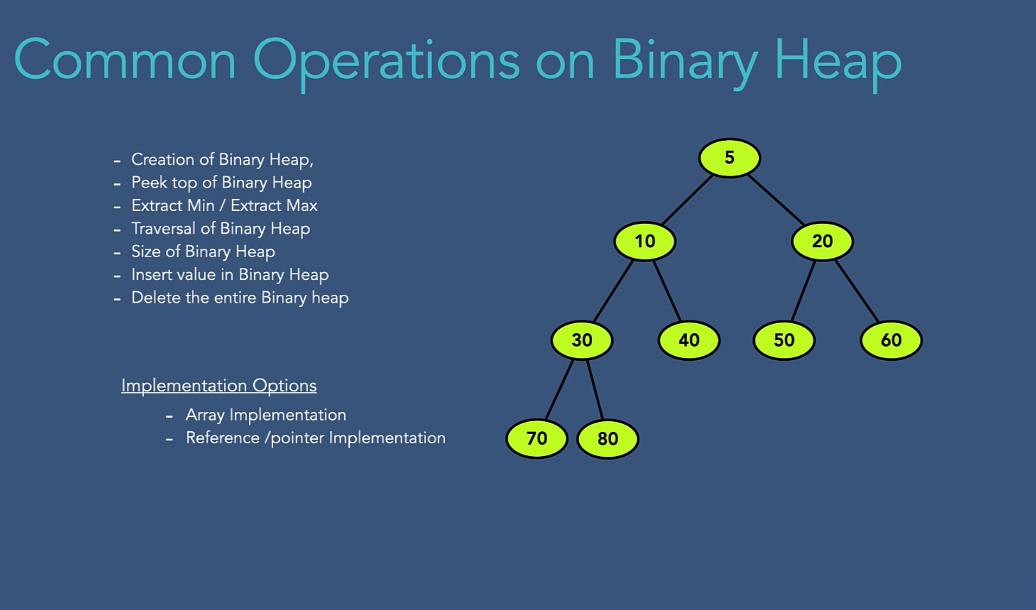 Common Operations on Binary Heap
- Creation of Binary Heap,
- Peek top of Binary Heap
- Extract Min / Extract Max
- Traversal of Binary Heap
- Size of Binary Heap
- Insert value in Binary Heap
- Delete the entire Binary heap
Implementation Options
- Array Implementation
- Reference /pointer Implementation
5
10 20
30 40 50 60
70 80